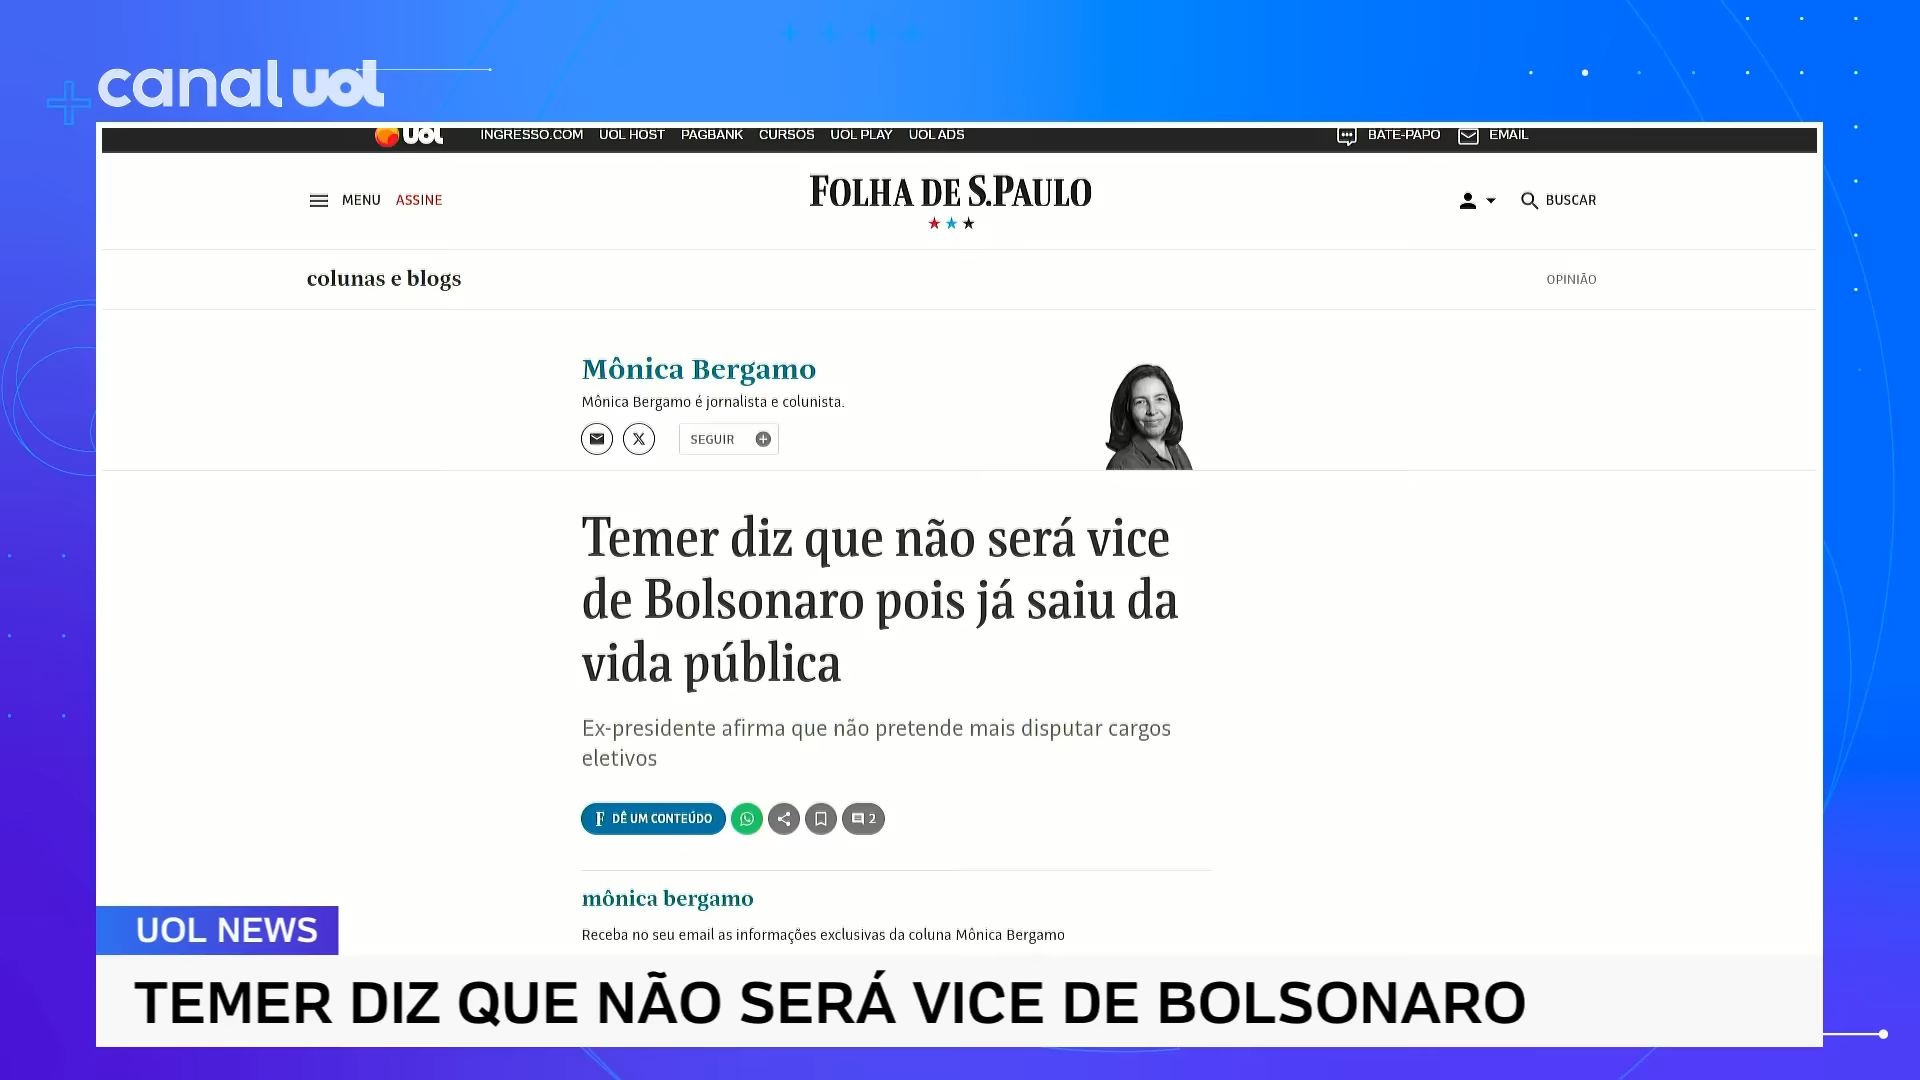 canal uol
uol INGRESSO.COM UOL HOST PAGBANK CURSOS UOL PLAY UOL ADS BATE-PAPO EMAIL
MENU ASSINE FOLHA DE S.PAULO BUSCAR
colunas e blogs OPINIÃO
Mônica Bergamo
Mônica Bergamo é jornalista e colunista.
SEGUIR
Temer diz que não será vice
de Bolsonaro pois já saiu da
vida pública
Ex-presidente afirma que não pretende mais disputar cargos
eletivos
F DÊ UM CONTEÚDO 2
mônica bergamo
Receba no seu email as informações exclusivas da coluna Mônica Bergamo
UOL NEWS
TEMER DIZ QUE NÃO SERÁ VICE DE BOLSONARO